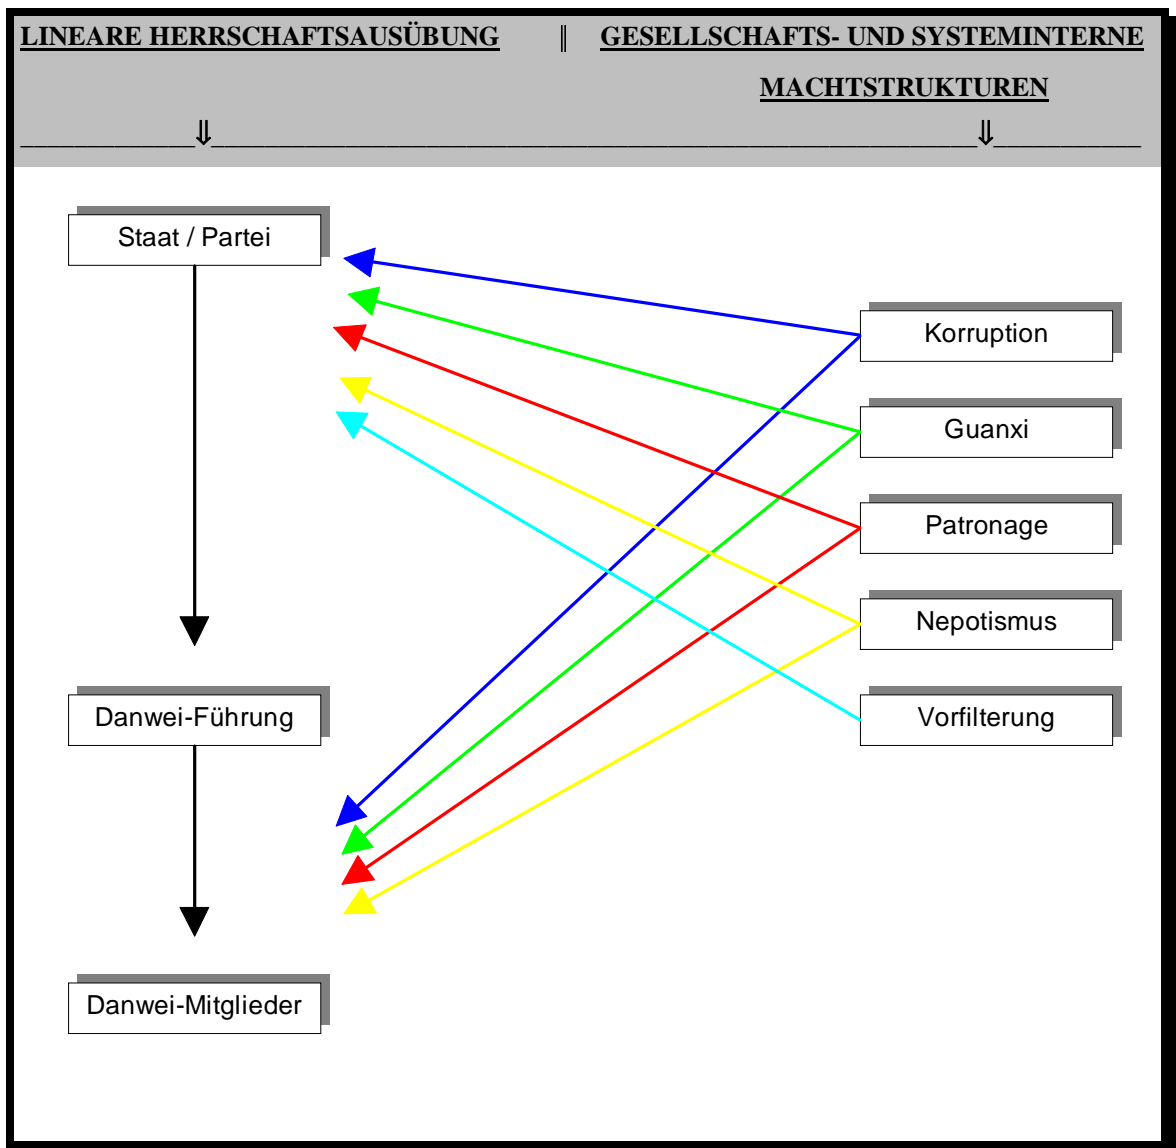 LINEARE HERRSCHAFTSAUSÜBUNG || GESELLSCHAFTS- UND SYSTEMINTERNE
MACHTSTRUKTUREN
Staat / Partei
Korruption
Guanxi
Patronage
Nepotismus
Danwei-Führung
Vorfilterung
Danwei-Mitglieder